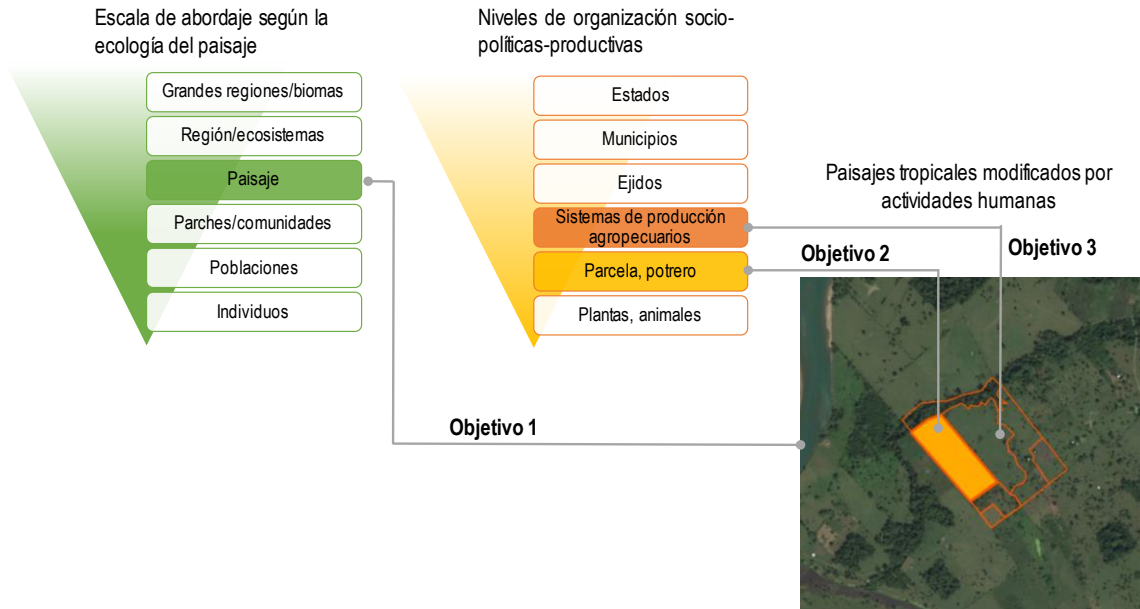 Escala de abordaje según la
ecología del paisaje
Grandes regiones/biomas
Región/ecosistemas
Paisaje
Parches/comunidades
Poblaciones
Individuos
Niveles de organización socio-
políticas-productivas
Estados
Municipios
Ejidos
Sistemas de producción
agropecuarios
Parcela, potrero
Plantas, animales
Paisajes tropicales modificados por
actividades humanas
Objetivo 2
Objetivo 3
Objetivo 1